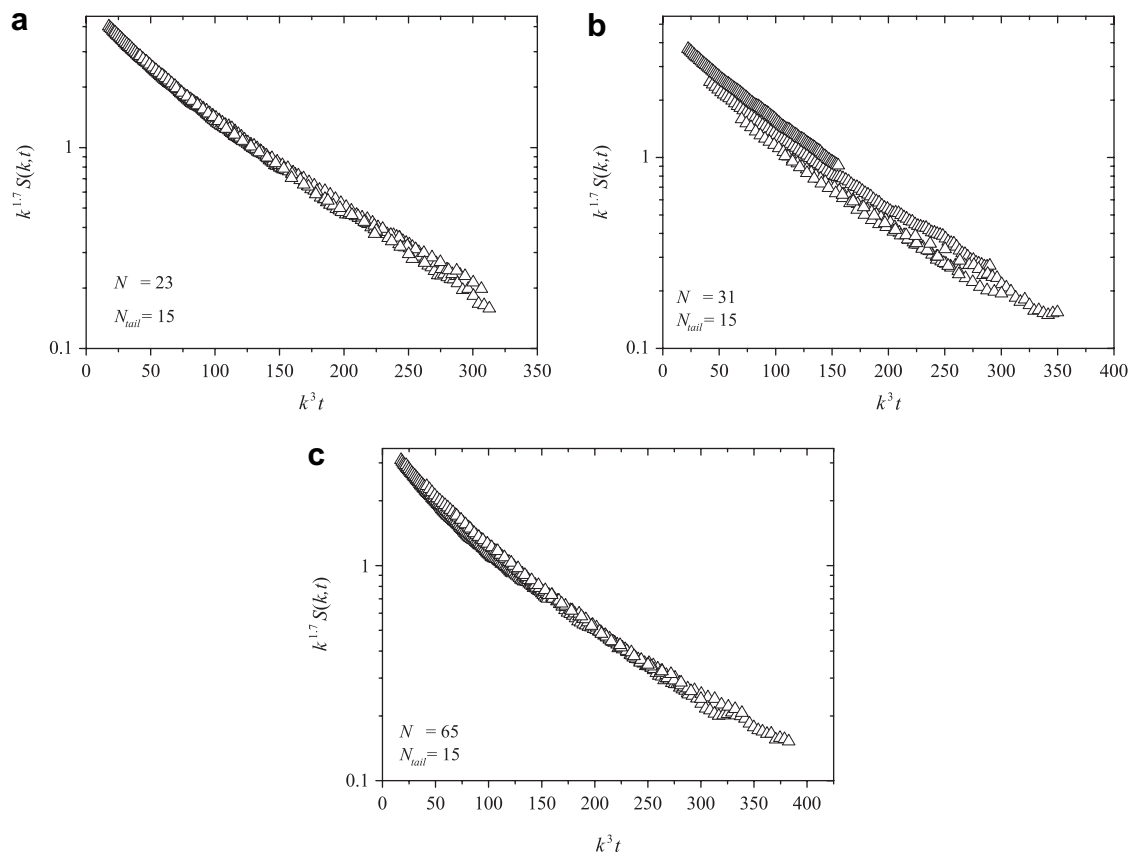 a
1
0.1
k^1.7 S(k,t)
N = 23
N_tail = 15
0 50 100 150 200 250 300 350
k^3 t
b
1
0.1
k^1.7 S(k,t)
N = 31
N_tail = 15
0 50 100 150 200 250 300 350 400
k^3 t
c
1
0.1
k^1.7 S(k,t)
N = 65
N_tail = 15
0 50 100 150 200 250 300 350 400
k^3 t